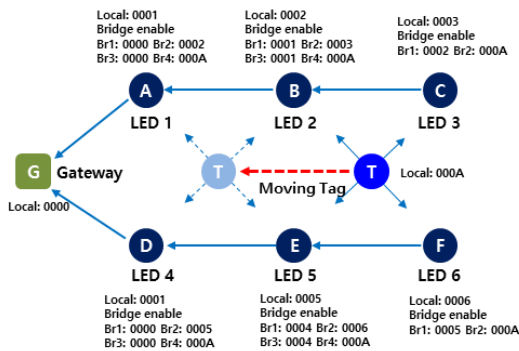 Local: 0001
Bridge enable
Br1: 0000 Br2: 0002
Br3: 0000 Br4: 000A
Local: 0002
Bridge enable
Br1: 0001 Br2: 0003
Br3: 0001 Br4: 000A
Local: 0003
Bridge enable
Br1: 0002 Br2: 000A
A
B
C
LED 1
LED 2
LED 3
G
Gateway
Local: 0000
T
T
Moving Tag
Local: 000A
D
E
F
LED 4
LED 5
LED 6
Local: 0001
Bridge enable
Br1: 0000 Br2: 0005
Br3: 0000 Br4: 000A
Local: 0005
Bridge enable
Br1: 0004 Br2: 0006
Br3: 0004 Br4: 000A
Local: 0006
Bridge enable
Br1: 0005 Br2: 000A